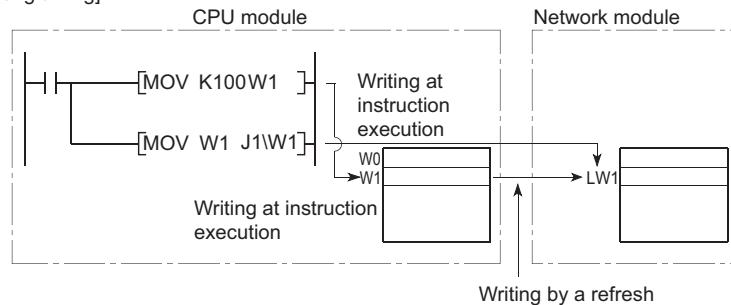 CPU module
Network module
[MOV K100W1 ]
Writing at
instruction
execution
[MOV W1 J1\W1]
W0
W1
LW1
Writing at instruction
execution
Writing by a refresh